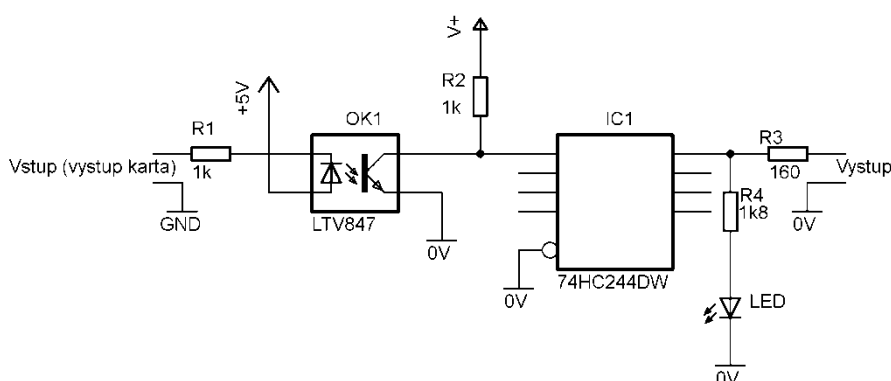 V+
+5V
R2
1k
OK1
IC1
R1
1k
R3
160
Vstup (vystup karta)
Vystup
GND
LTV847
0V
R4
1k8
0V
0V
74HC244DW
LED
0V